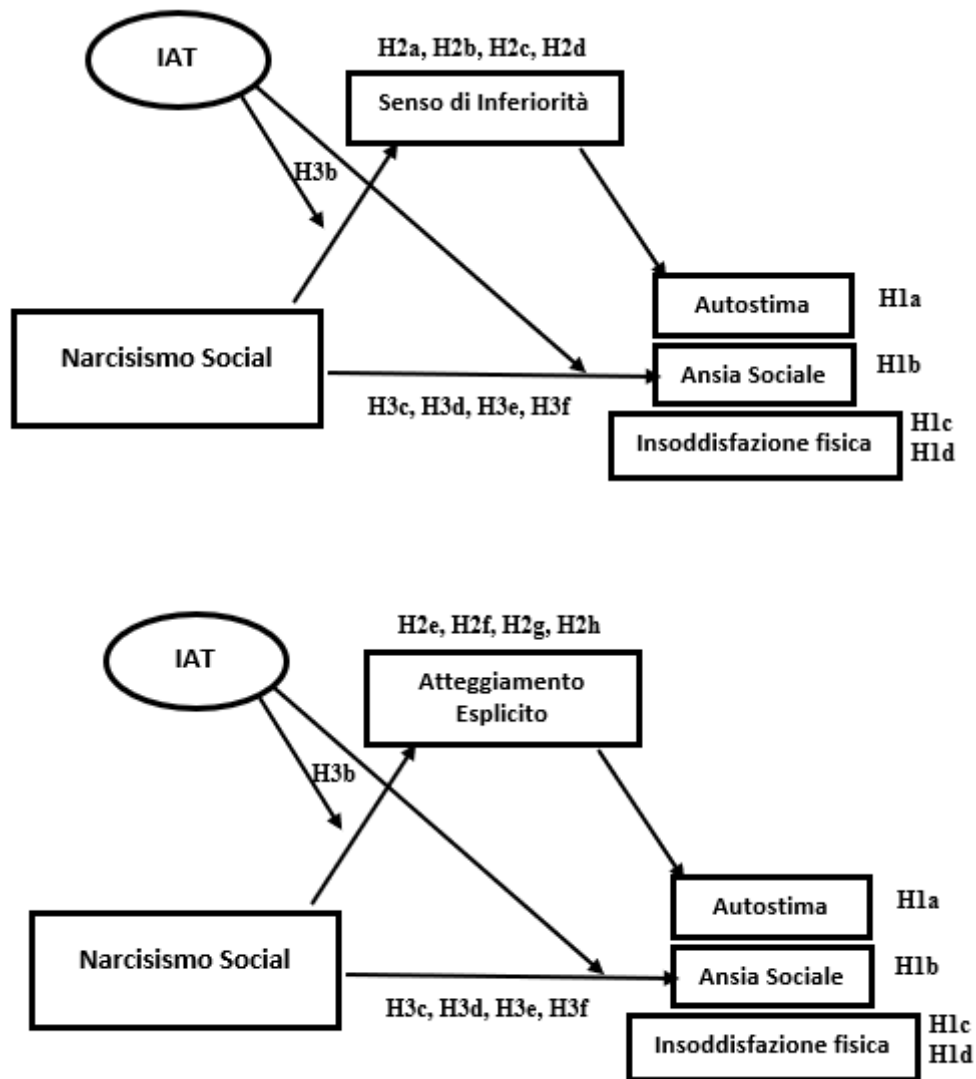 IAT
H2a, H2b, H2c, H2d
Senso di Inferiorità
H3b
Autostima
H1a
Narcisismo Social
Ansia Sociale
H1b
H3c, H3d, H3e, H3f
Insoddisfazione fisica
H1c
H1d
H2e, H2f, H2g, H2h
IAT
Atteggiamento
Esplicito
H3b
Autostima
H1a
Narcisismo Social
Ansia Sociale
H1b
H3c, H3d, H3e, H3f
Insoddisfazione fisica
H1c
H1d